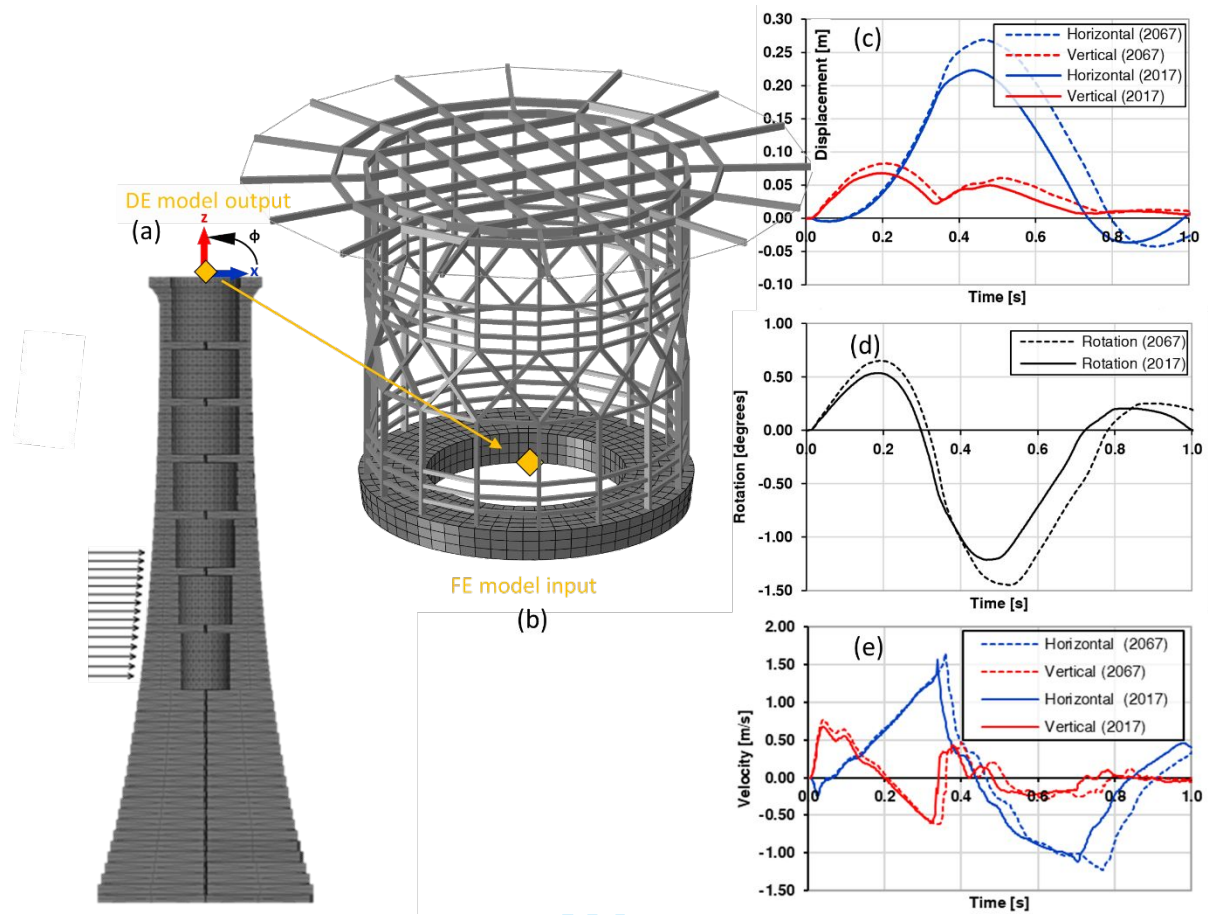 DE model output
(a)
z
ϕ
x
FE model input
(b)
(c)
Horizontal (2067)
Vertical (2067)
Horizontal (2017)
Vertical (2017)
Displacement [m]
0.30
0.25
0.20
0.15
0.10
0.05
0.00
-0.05
-0.10
0.0 0.2 0.4 0.6 0.8 1.0
Time [s]
(d)
Rotation (2067)
Rotation (2017)
Rotation [degrees]
1.00
0.50
0.00
-0.50
-1.00
-1.50
0.0 0.2 0.4 0.6 0.8 1.0
Time [s]
(e)
Horizontal (2067)
Vertical (2067)
Horizontal (2017)
Vertical (2017)
Velocity [m/s]
2.00
1.50
1.00
0.50
0.00
-0.50
-1.00
-1.50
0.0 0.2 0.4 0.6 0.8 1.0
Time [s]